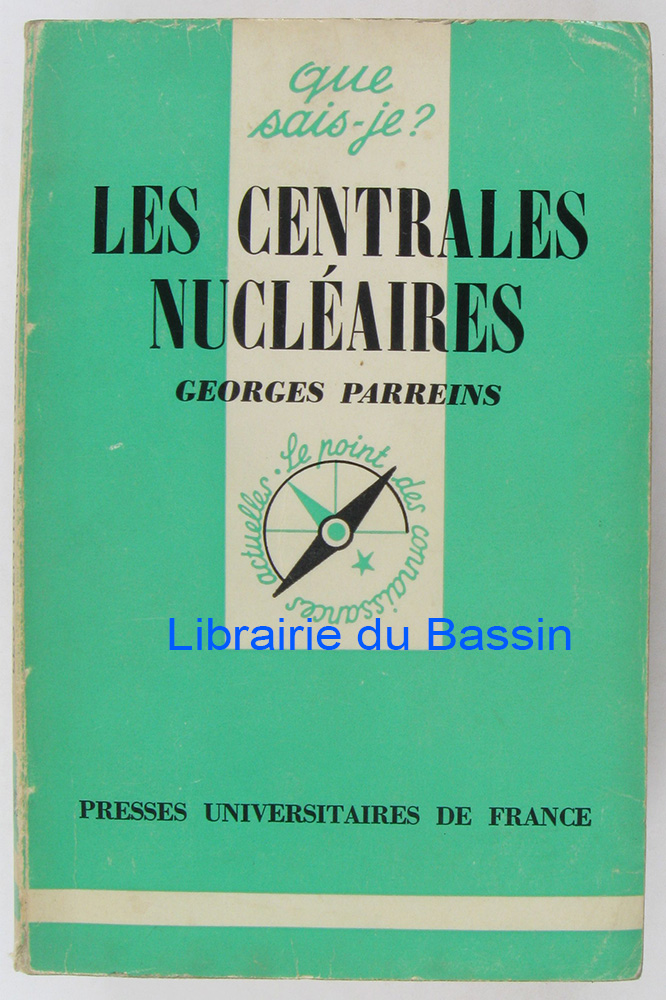 que
sais-je?
LES CENTRALES
NUCLÉAIRES
GEORGES PARREINS
Le point des connaissances actuelles.
Librairie du Bassin
PRESSES UNIVERSITAIRES DE FRANCE